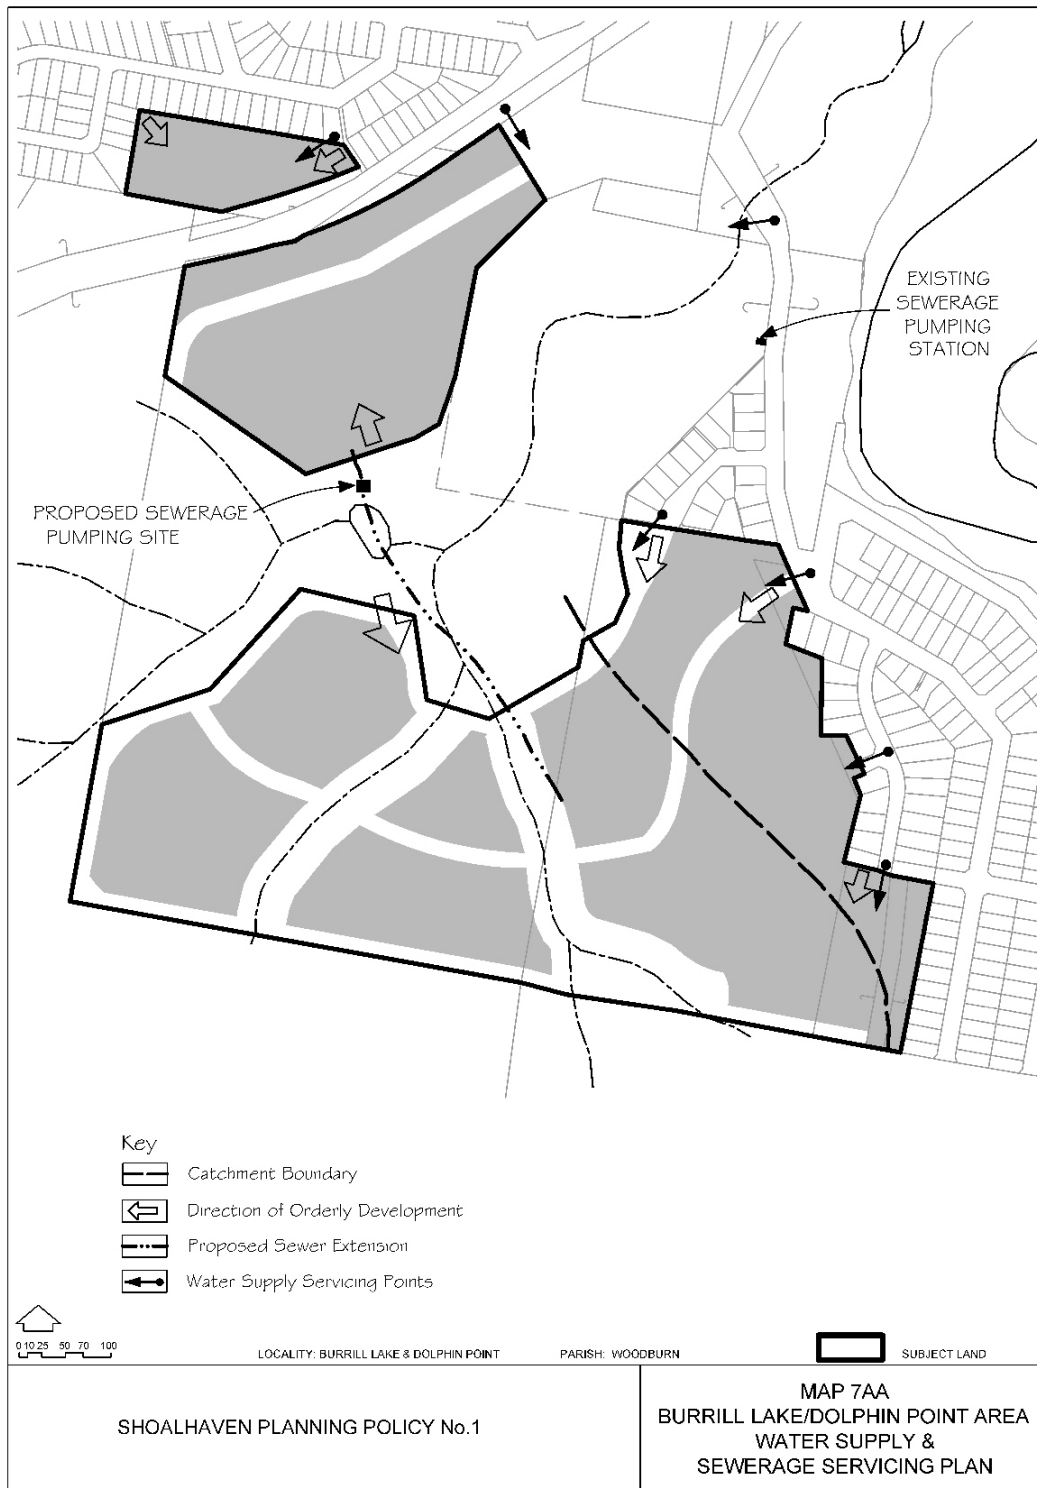 EXISTING
SEWERAGE
PUMPING
STATION
PROPOSED SEWERAGE
PUMPING SITE
Key
Catchment Boundary
Direction of Orderly Development
Proposed Sewer Extension
Water Supply Servicing Points
0 10 25 50 70 100
LOCALITY: BURRILL LAKE & DOLPHIN POINT
PARISH: WOODBURN
SUBJECT LAND
SHOALHAVEN PLANNING POLICY No.1
MAP 7AA
BURRILL LAKE/DOLPHIN POINT AREA
WATER SUPPLY &
SEWERAGE SERVICING PLAN